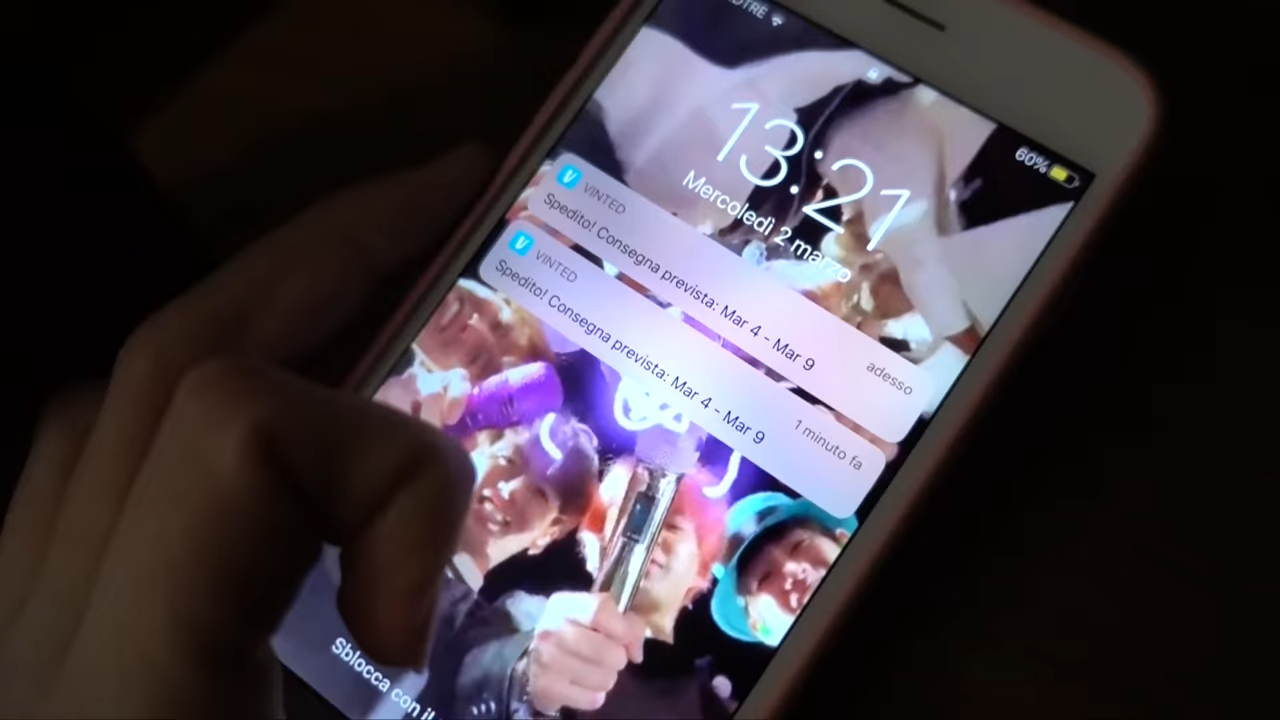 60%
13:21
Mercoledì 2 marzo
VINTED
Spedito! Consegna prevista: Mar 4 - Mar 9
adesso
VINTED
Spedito! Consegna prevista: Mar 4 - Mar 9
1 minuto fa
Sblocca con il